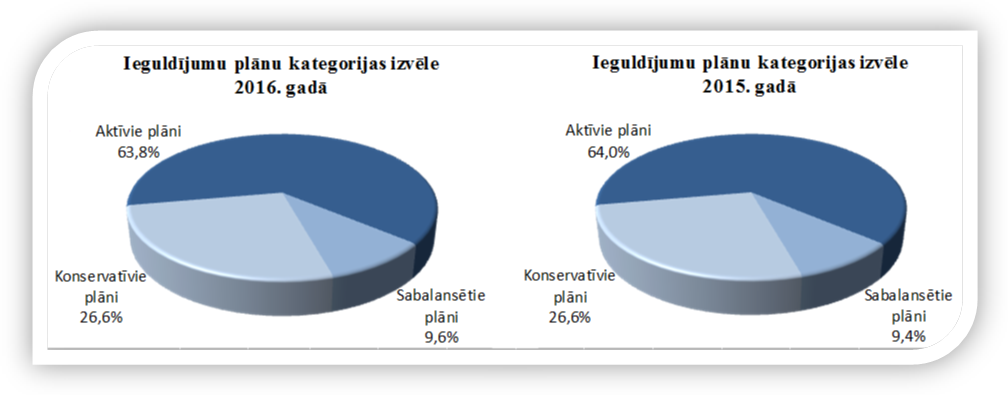 Ieguldījumu plānu kategorijas izvēle
2016. gadā
Aktīvie plāni
63,8%
Konservatīvie
plāni
26,6%
Sabalansētie
plāni
9,6%
Ieguldījumu plānu kategorijas izvēle
2015. gadā
Aktīvie plāni
64,0%
Konservatīvie
plāni
26,6%
Sabalansētie
plāni
9,4%